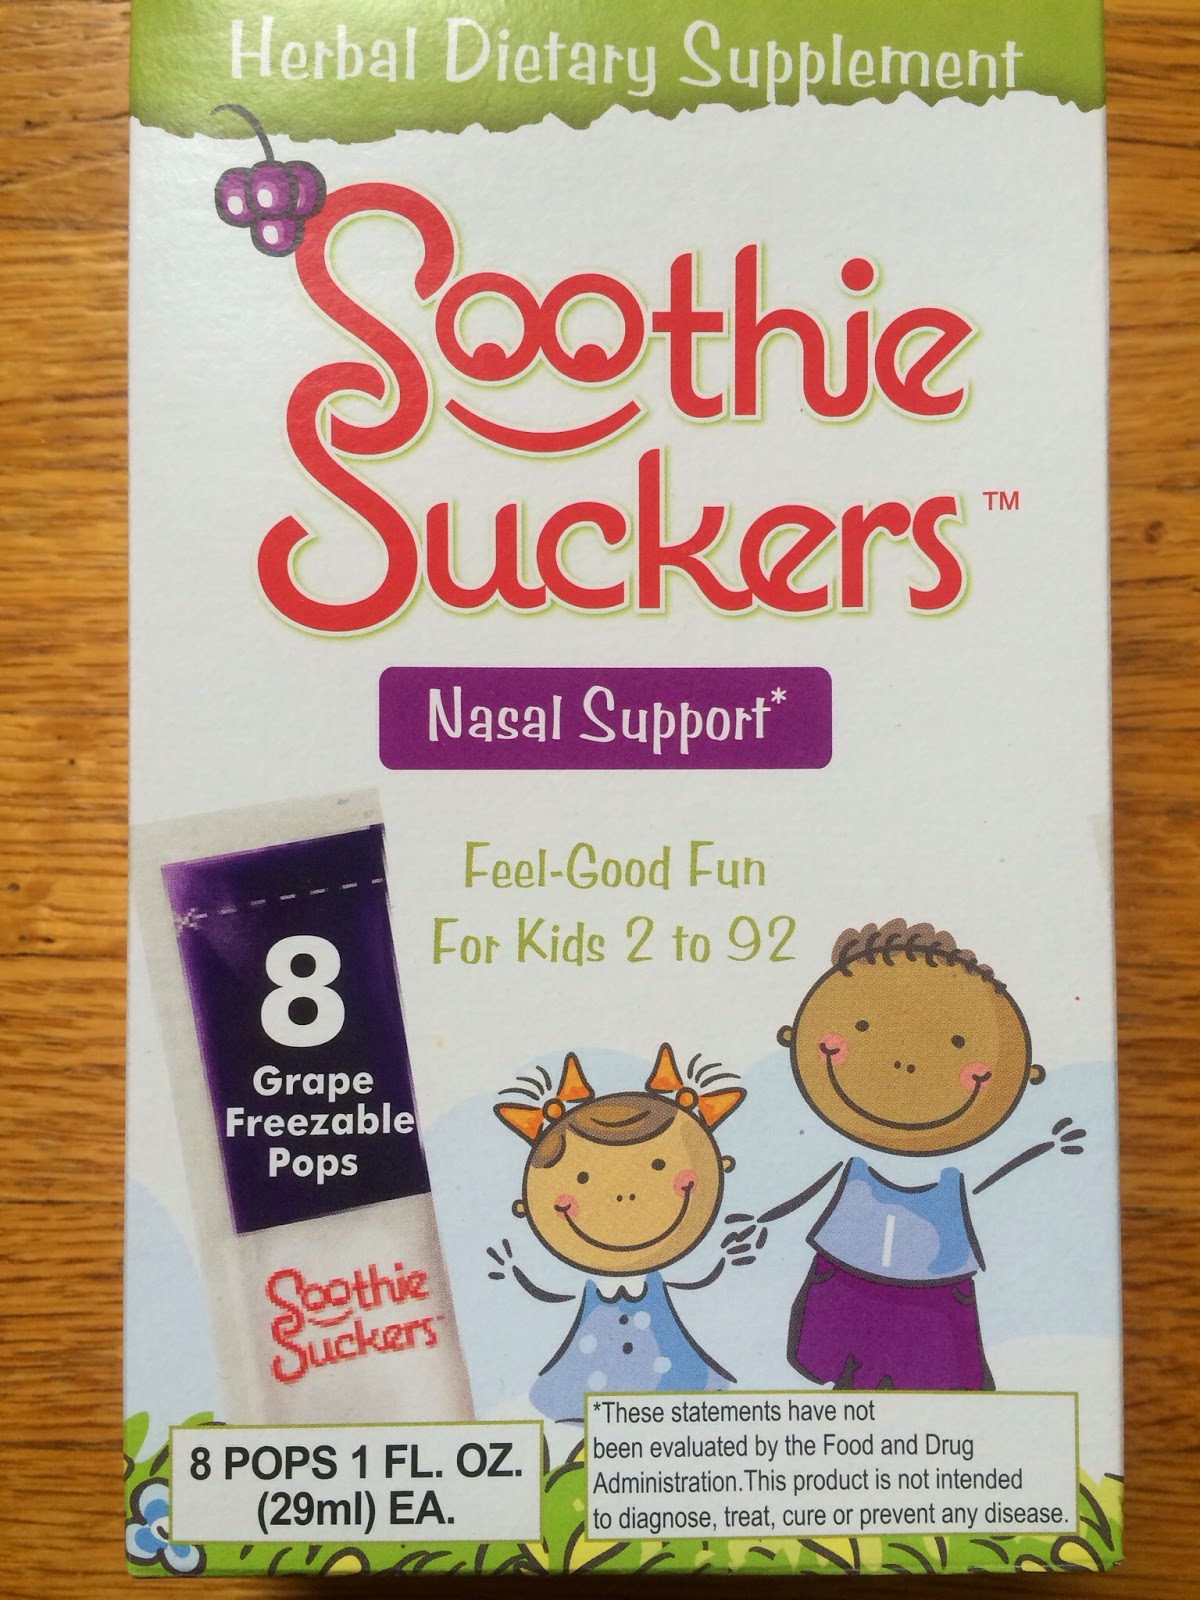 Herbal Dietary Supplement
Soothie
Suckers™
Nasal Support*
Feel-Good Fun
For Kids 2 to 92
8
Grape
Freezable
Pops
Soothie
Suckers
8 POPS 1 FL. OZ.
(29ml) EA.
*These statements have not
been evaluated by the Food and Drug
Administration.This product is not intended
to diagnose, treat, cure or prevent any disease.